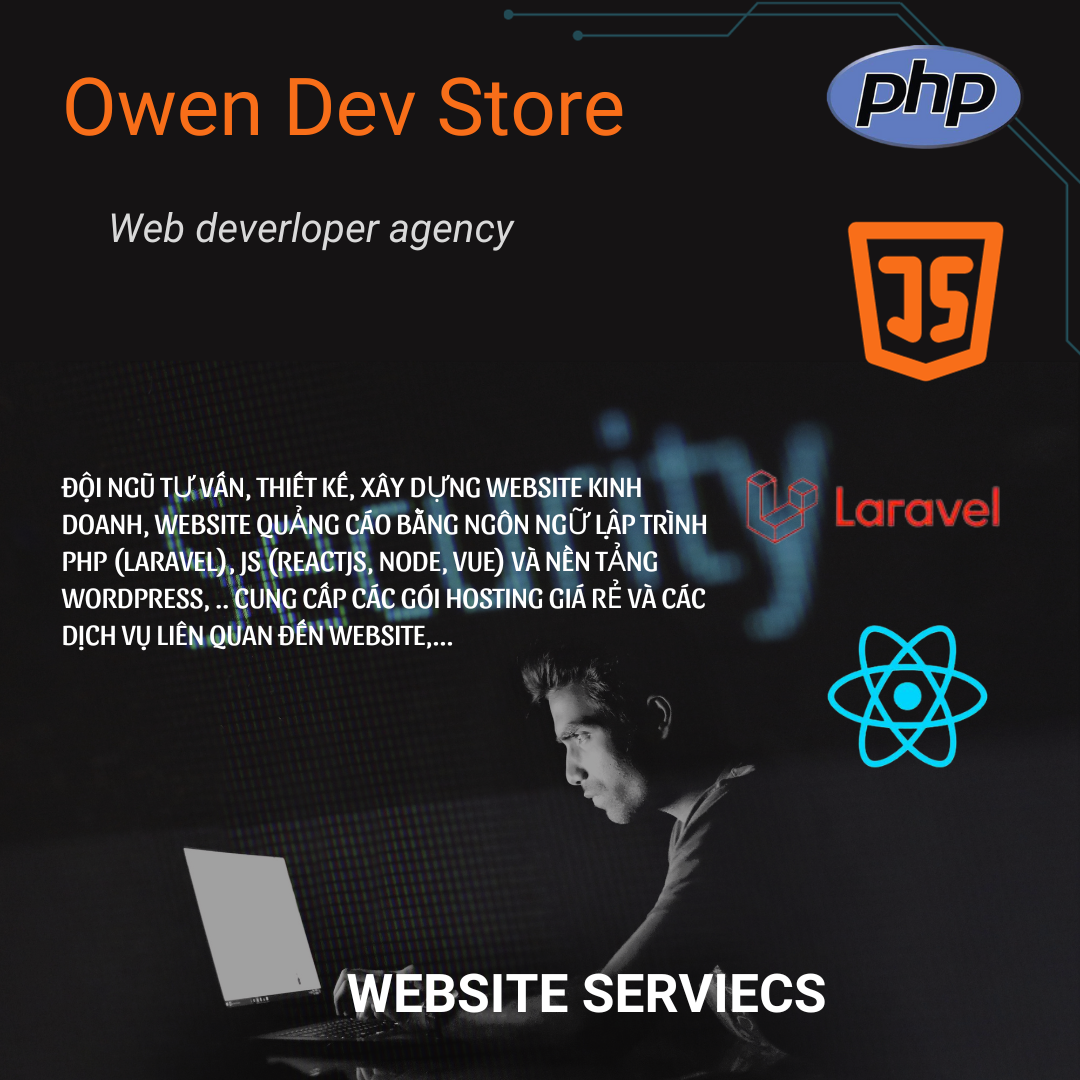 Owen Dev Store
php
Web deverloper agency
JS
Security
ĐỘI NGŨ TƯ VẤN, THIẾT KẾ, XÂY DỰNG WEBSITE KINH
DOANH, WEBSITE QUẢNG CÁO BẰNG NGÔN NGỮ LẬP TRÌNH
PHP (LARAVEL), JS (REACTJS, NODE, VUE) VÀ NỀN TẢNG
WORDPRESS, .. CUNG CẤP CÁC GÓI HOSTING GIÁ RẺ VÀ CÁC
DỊCH VỤ LIÊN QUAN ĐẾN WEBSITE,...
Laravel
WEBSITE SERVIECS